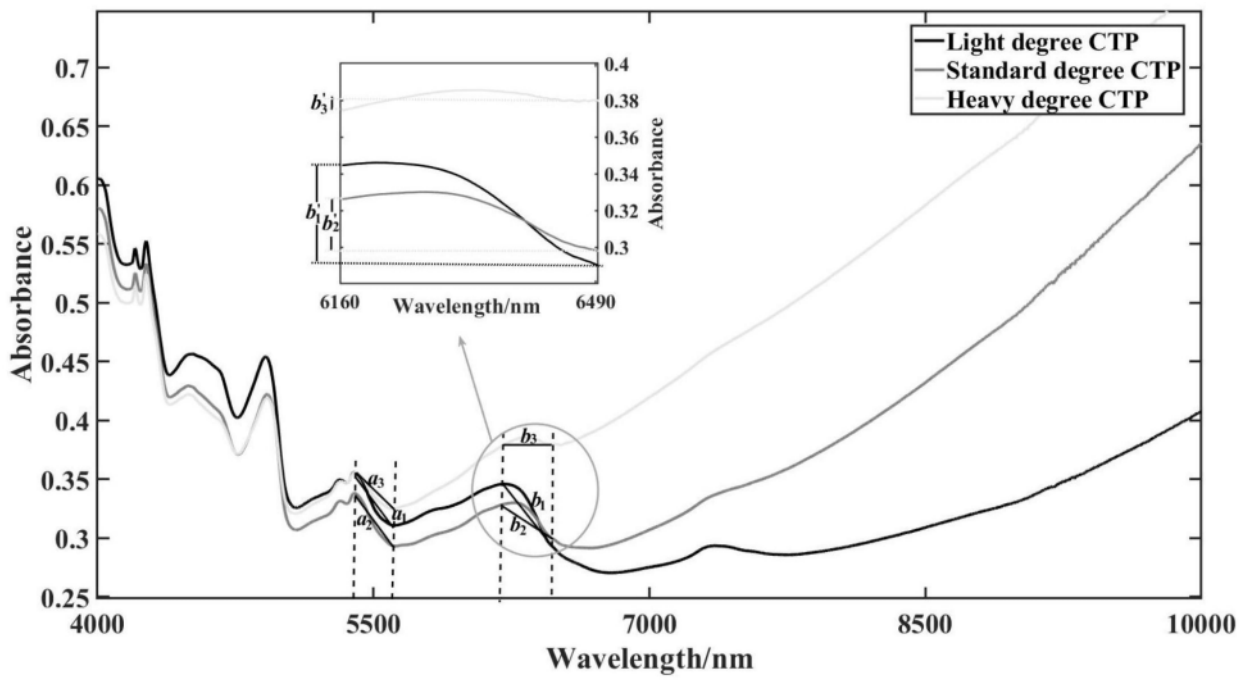 Light degree CTP
Standard degree CTP
Heavy degree CTP
0.7
0.65
0.6
0.55
0.5
0.45
0.4
0.35
0.3
0.25
Absorbance
4000
5500
7000
8500
10000
Wavelength/nm
b'3
b'1
b'2
0.4
0.38
0.36
0.34
0.32
0.3
Absorbance
6160
Wavelength/nm
6490
a3
a1
a2
b3
b1
b2